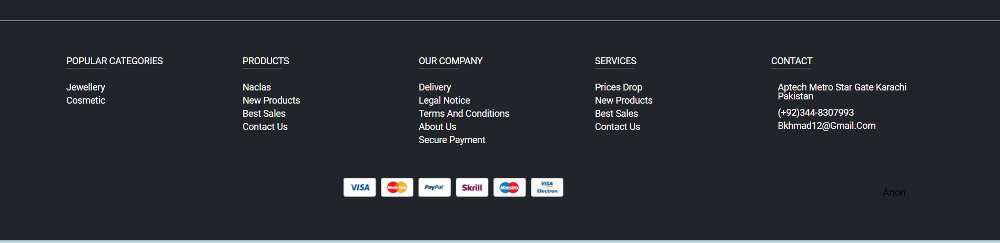 POPULAR CATEGORIES
Jewellery
Cosmetic
PRODUCTS
Naclas
New Products
Best Sales
Contact Us
OUR COMPANY
Delivery
Legal Notice
Terms And Conditions
About Us
Secure Payment
SERVICES
Prices Drop
New Products
Best Sales
Contact Us
CONTACT
Aptech Metro Star Gate Karachi
Pakistan
(+92)344-8307993
Bkhmad12@Gmail.Com
VISA
MasterCard
PayPal
Skrill
Maestro
VISA
Electron
Anon